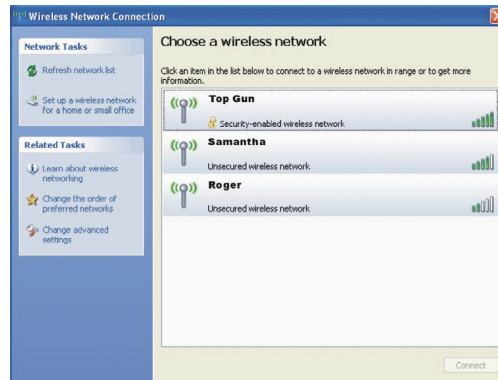 Wireless Network Connection
Network Tasks
Refresh network list
Set up a wireless network
for a home or small office
Related Tasks
Learn about wireless
networking
Change the order of
preferred networks
Change advanced
settings
Choose a wireless network
Click an item in the list below to connect to a wireless network in range or to get more
information.
Top Gun
Security-enabled wireless network
Samantha
Unsecured wireless network
Roger
Unsecured wireless network
Connect